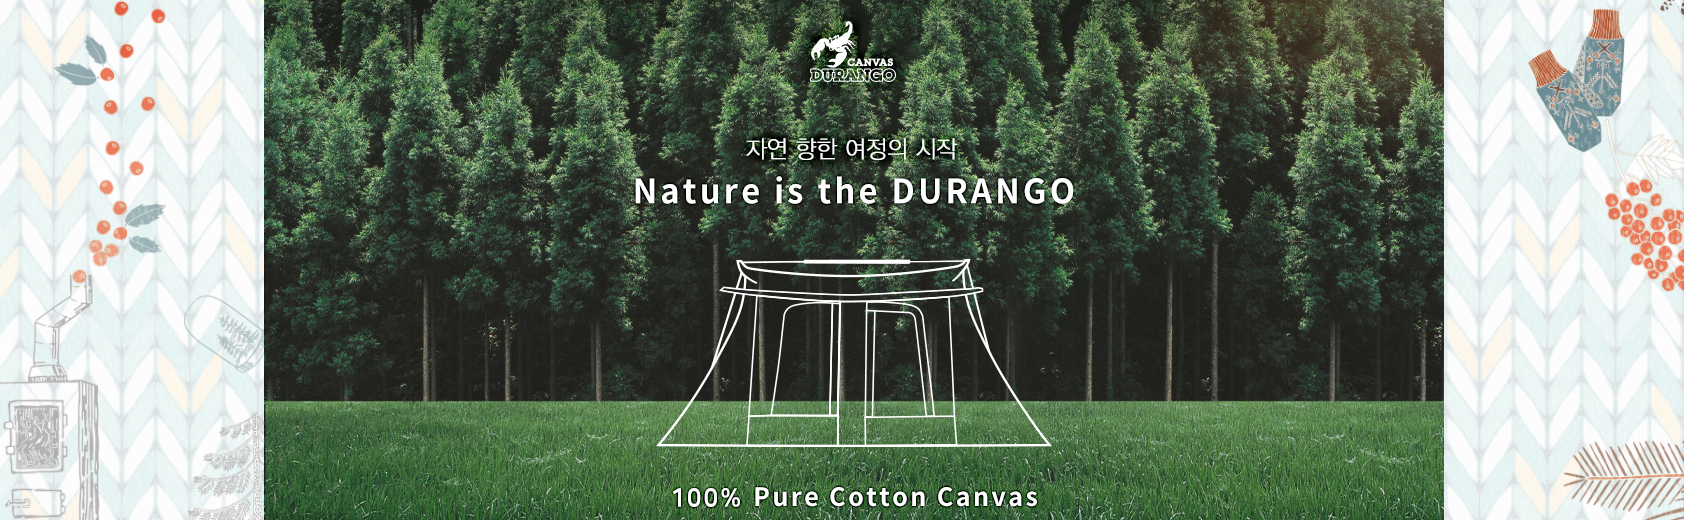 CANVAS
DURANGO
자연 향한 여정의 시작
Nature is the DURANGO
100% Pure Cotton Canvas